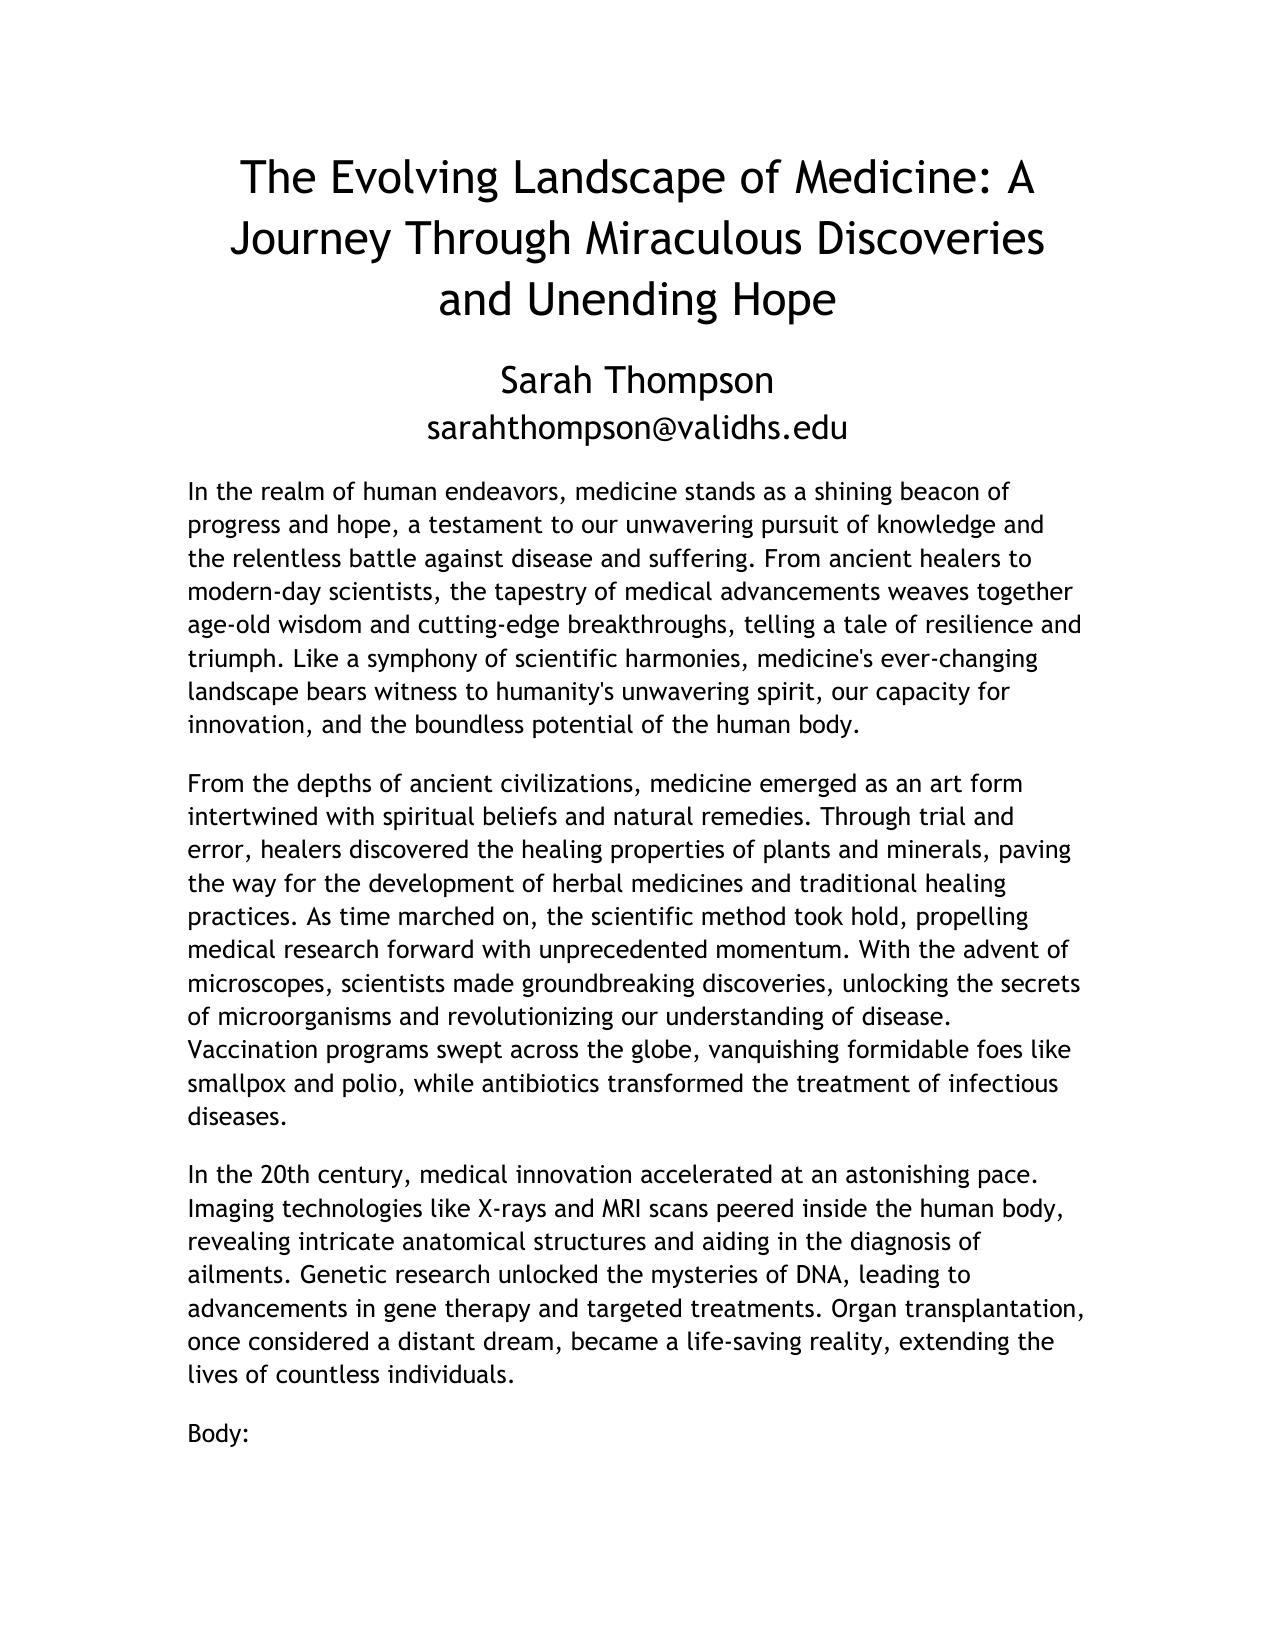 The Evolving Landscape of Medicine: A
Journey Through Miraculous Discoveries
and Unending Hope
Sarah Thompson
sarahthompson@validhs.edu
In the realm of human endeavors, medicine stands as a shining beacon of
progress and hope, a testament to our unwavering pursuit of knowledge and
the relentless battle against disease and suffering. From ancient healers to
modern-day scientists, the tapestry of medical advancements weaves together
age-old wisdom and cutting-edge breakthroughs, telling a tale of resilience and
triumph. Like a symphony of scientific harmonies, medicine's ever-changing
landscape bears witness to humanity's unwavering spirit, our capacity for
innovation, and the boundless potential of the human body.
From the depths of ancient civilizations, medicine emerged as an art form
intertwined with spiritual beliefs and natural remedies. Through trial and
error, healers discovered the healing properties of plants and minerals, paving
the way for the development of herbal medicines and traditional healing
practices. As time marched on, the scientific method took hold, propelling
medical research forward with unprecedented momentum. With the advent of
microscopes, scientists made groundbreaking discoveries, unlocking the secrets
of microorganisms and revolutionizing our understanding of disease.
Vaccination programs swept across the globe, vanquishing formidable foes like
smallpox and polio, while antibiotics transformed the treatment of infectious
diseases.
In the 20th century, medical innovation accelerated at an astonishing pace.
Imaging technologies like X-rays and MRI scans peered inside the human body,
revealing intricate anatomical structures and aiding in the diagnosis of
ailments. Genetic research unlocked the mysteries of DNA, leading to
advancements in gene therapy and targeted treatments. Organ transplantation,
once considered a distant dream, became a life-saving reality, extending the
lives of countless individuals.
Body: